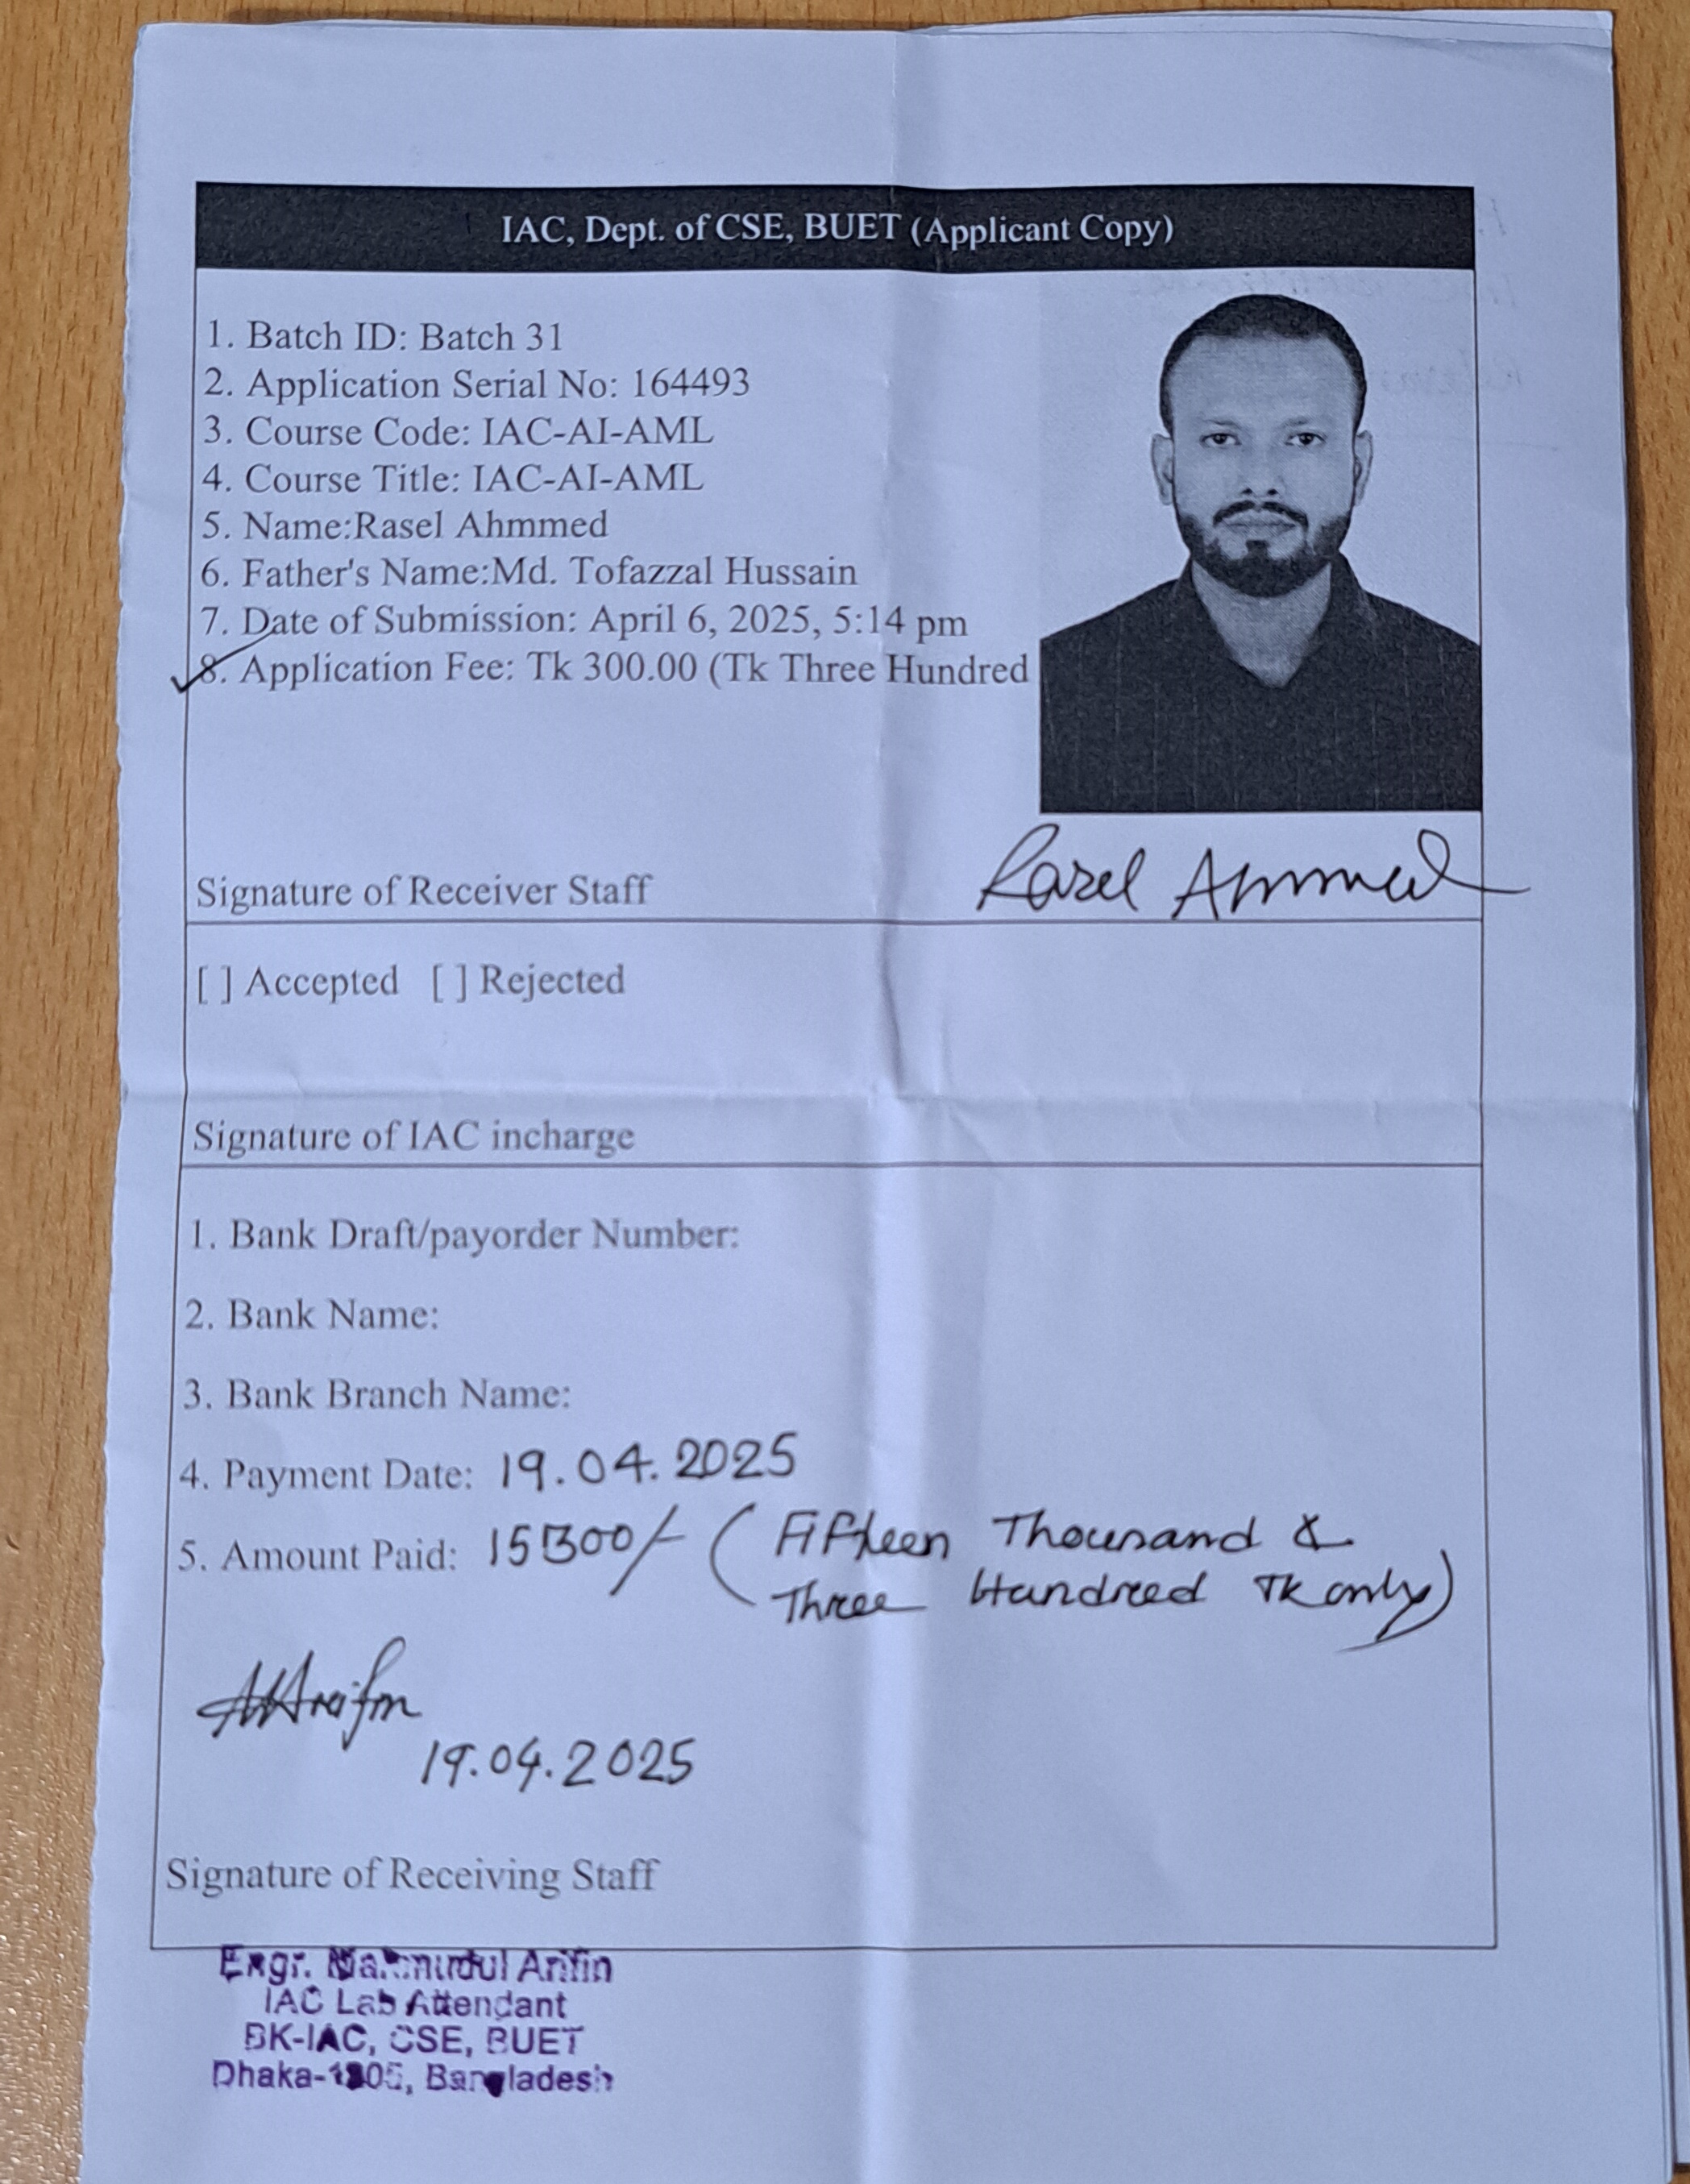 IAC, Dept. of CSE, BUET (Applicant Copy)
1. Batch ID: Batch 31
2. Application Serial No: 164493
3. Course Code: IAC-AI-AML
4. Course Title: IAC-AI-AML
5. Name:Rasel Ahmmed
6. Father's Name:Md. Tofazzal Hussain
7. Date of Submission: April 6, 2025, 5:14 pm
8. Application Fee: Tk 300.00 (Tk Three Hundred
Rasel Ahmmed
Signature of Receiver Staff
[ ] Accepted [ ] Rejected
Signature of IAC incharge
1. Bank Draft/payorder Number:
2. Bank Name:
3. Bank Branch Name:
4. Payment Date: 19.04.2025
5. Amount Paid: 15300/- (Fifteen Thousand &
Three Hundred Tk only)
19.04.2025
Signature of Receiving Staff
Engr. Mahmudul Arifin
IAC Lab Attendant
BK-IAC, CSE, BUET
Dhaka-1205, Bangladesh